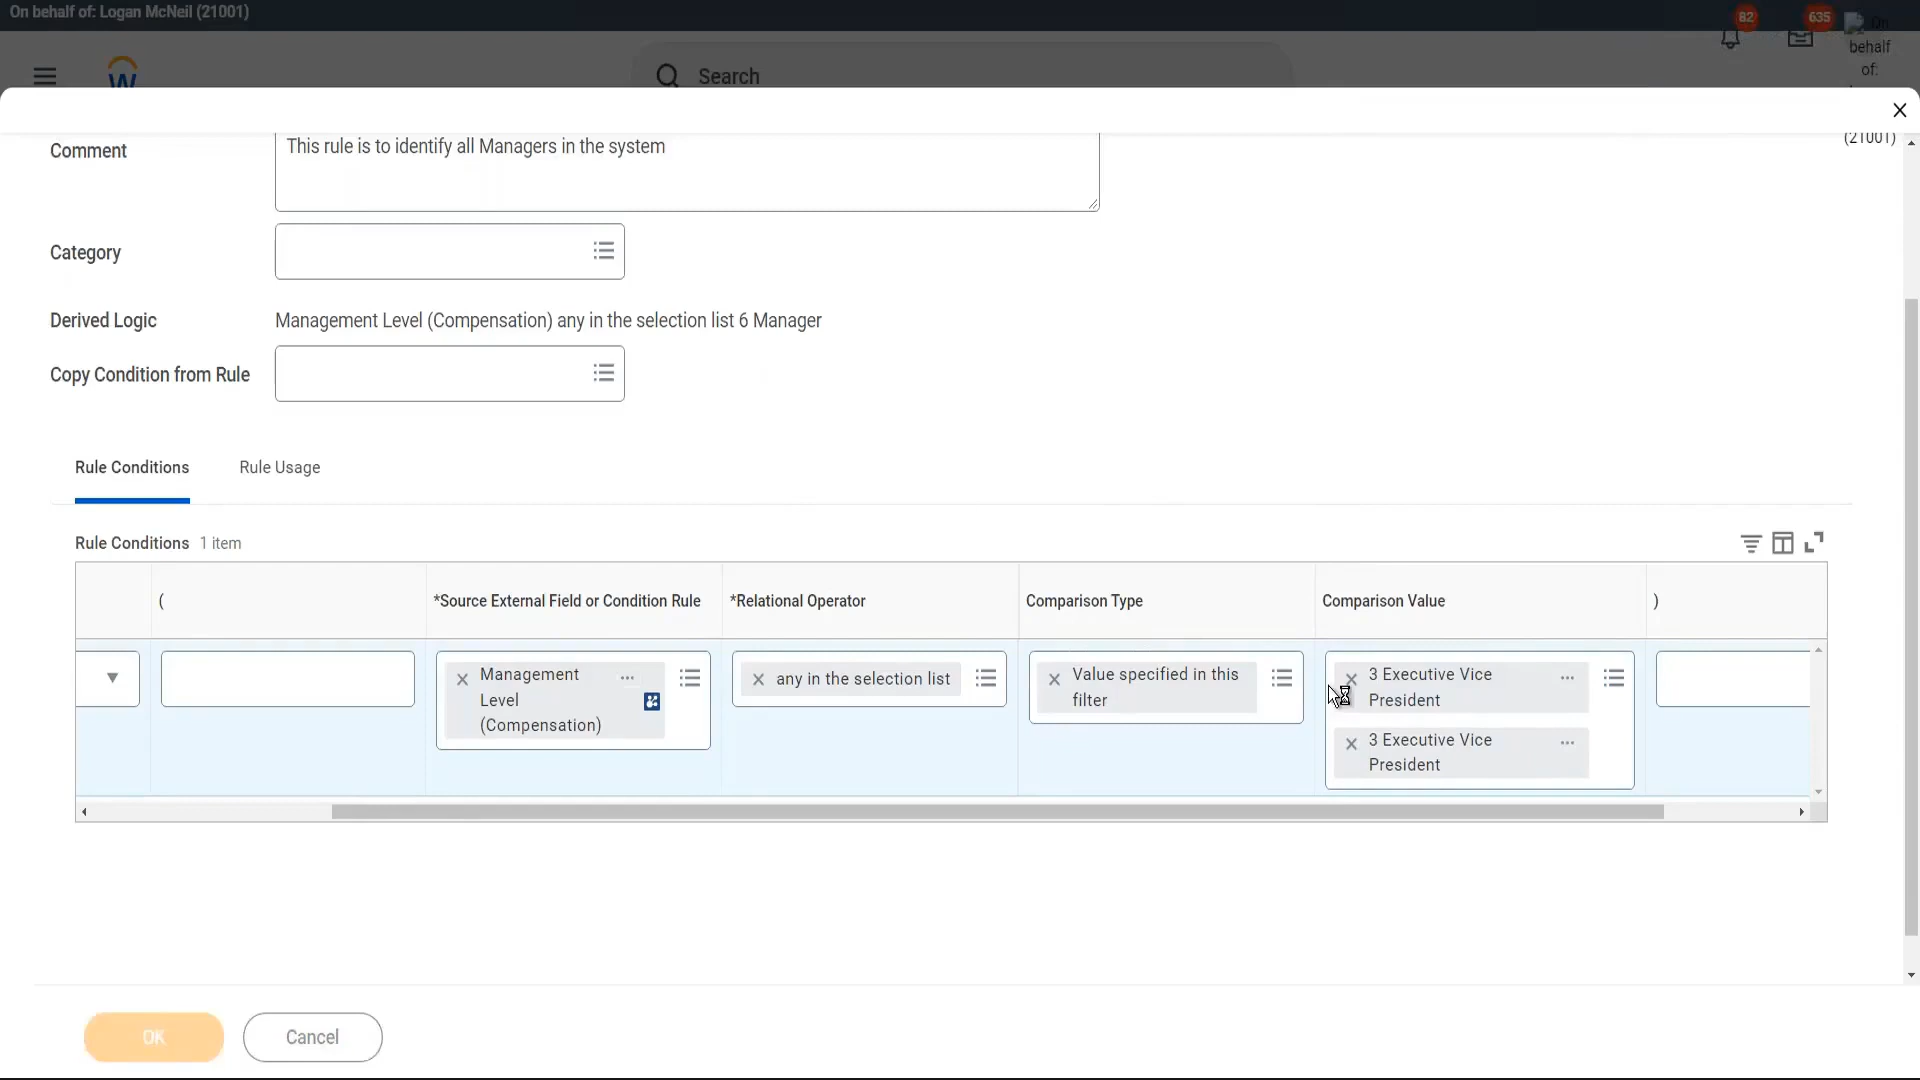 On behalf of: Logan McNeil (21001)
82
635
On
behalf
of:
(21001)
W
Search
Comment
This rule is to identify all Managers in the system
Category
Derived Logic
Management Level (Compensation) any in the selection list 6 Manager
Copy Condition from Rule
Rule Conditions
Rule Usage
Rule Conditions 1 item
(
*Source External Field or Condition Rule
*Relational Operator
Comparison Type
Comparison Value
)
Management
Level
(Compensation)
any in the selection list
Value specified in this
filter
3 Executive Vice
President
3 Executive Vice
President
OK
Cancel